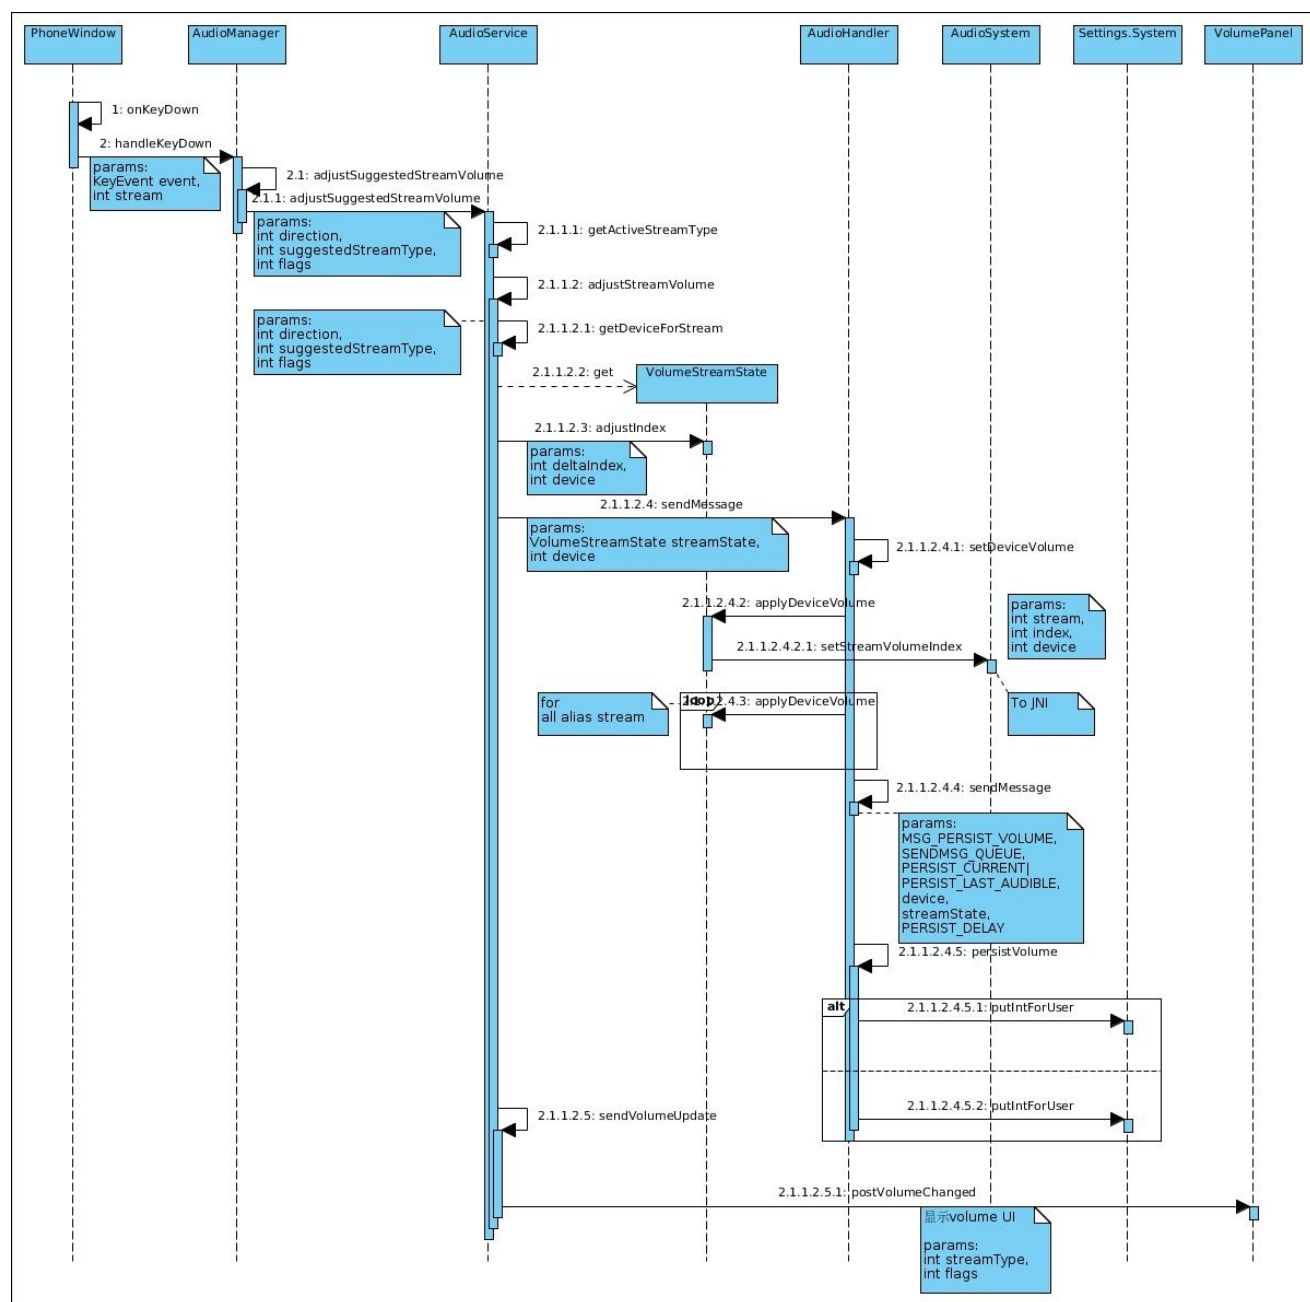 PhoneWindow
AudioManager
AudioService
AudioHandler
AudioSystem
Settings.System
VolumePanel
1: onKeyDown
2: handleKeyDown
params:
KeyEvent event,
int stream
2.1: adjustSuggestedStreamVolume
2.1.1: adjustSuggestedStreamVolume
params:
int direction,
int suggestedStreamType,
int flags
2.1.1.1: getActiveStreamType
2.1.1.2: adjustStreamVolume
params:
int direction,
int suggestedStreamType,
int flags
2.1.1.2.1: getDeviceForStream
2.1.1.2.2: get
VolumeStreamState
2.1.1.2.3: adjustIndex
params:
int deltaIndex,
int device
2.1.1.2.4: sendMessage
params:
VolumeStreamState streamState,
int device
2.1.1.2.4.1: setDeviceVolume
2.1.1.2.4.2: applyDeviceVolume
params:
int stream,
int index,
int device
2.1.1.2.4.2.1: setStreamVolumeIndex
To JNI
for
all alias stream
loop
2.1.1.2.4.3: applyDeviceVolume
2.1.1.2.4.4: sendMessage
params:
MSG_PERSIST_VOLUME,
SENDMSG_QUEUE,
PERSIST_CURRENT|
PERSIST_LAST_AUDIBLE,
device,
streamState,
PERSIST_DELAY
2.1.1.2.4.5: persistVolume
alt
2.1.1.2.4.5.1: putIntForUser
2.1.1.2.4.5.2: putIntForUser
2.1.1.2.5: sendVolumeUpdate
2.1.1.2.5.1: postVolumeChanged
显示volume UI
params:
int streamType,
int flags